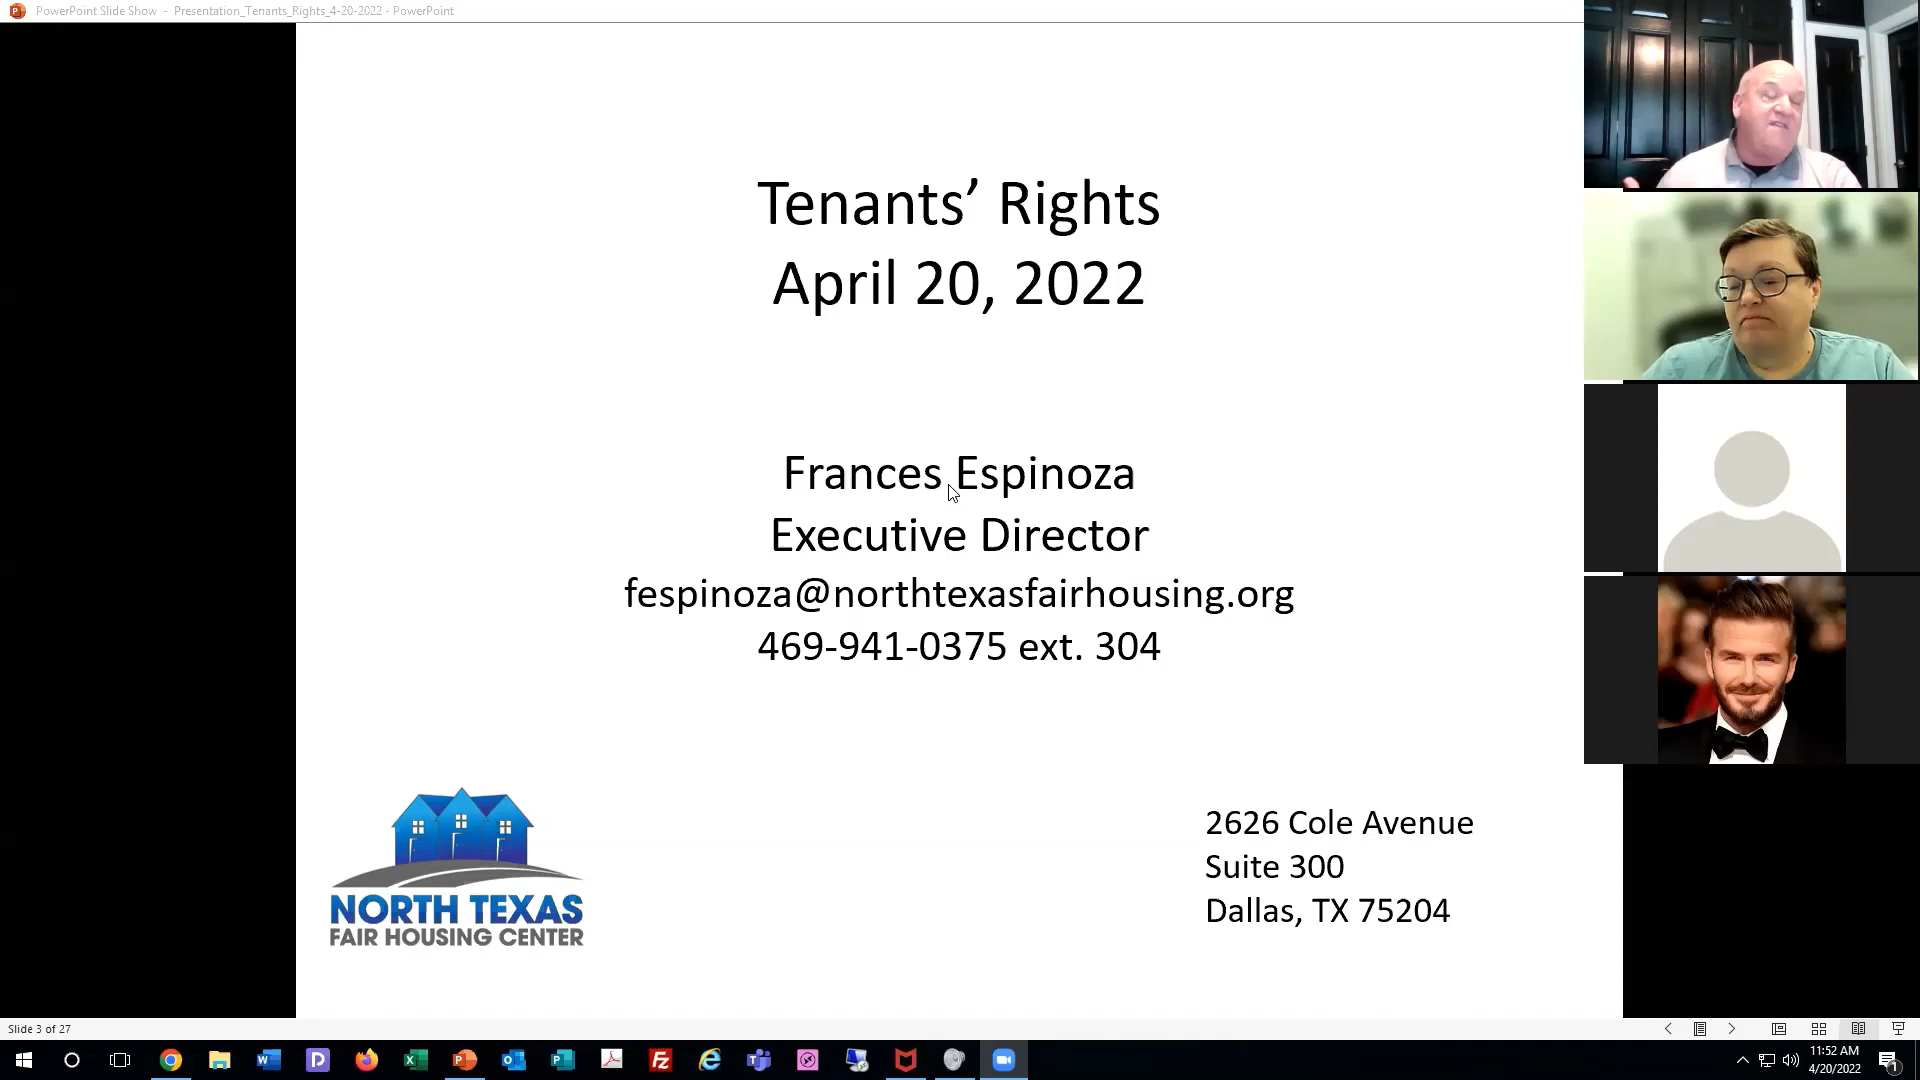 PowerPoint Slide Show - Presentation_Tenants_Rights_4-20-2022 - PowerPoint
Tenants’ Rights
April 20, 2022
Frances Espinoza
Executive Director
fespinoza@northtexasfairhousing.org
469-941-0375 ext. 304
NORTH TEXAS
FAIR HOUSING CENTER
2626 Cole Avenue
Suite 300
Dallas, TX 75204
Slide 3 of 27
11:52 AM
4/20/2022
1